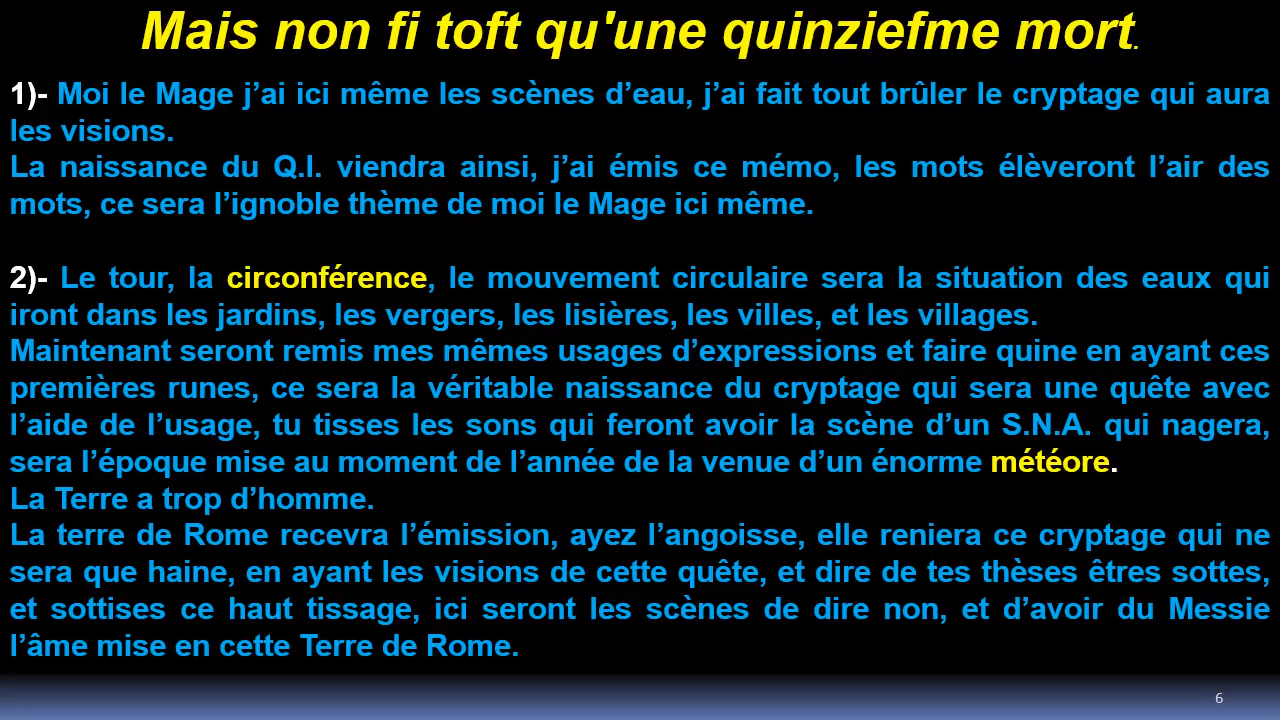 Mais non fi toft qu'une quinziefme mort.
1)- Moi le Mage j’ai ici même les scènes d’eau, j’ai fait tout brûler le cryptage qui aura
les visions.
La naissance du Q.I. viendra ainsi, j’ai émis ce mémo, les mots élèveront l’air des
mots, ce sera l’ignoble thème de moi le Mage ici même.
2)- Le tour, la circonférence, le mouvement circulaire sera la situation des eaux qui
iront dans les jardins, les vergers, les lisières, les villes, et les villages.
Maintenant seront remis mes mêmes usages d’expressions et faire quine en ayant ces
premières runes, ce sera la véritable naissance du cryptage qui sera une quête avec
l’aide de l’usage, tu tisses les sons qui feront avoir la scène d’un S.N.A. qui nagera,
sera l’époque mise au moment de l’année de la venue d’un énorme météore.
La Terre a trop d’homme.
La terre de Rome recevra l’émission, ayez l’angoisse, elle reniera ce cryptage qui ne
sera que haine, en ayant les visions de cette quête, et dire de tes thèses êtres sottes,
et sottises ce haut tissage, ici seront les scènes de dire non, et d’avoir du Messie
l’âme mise en cette Terre de Rome.
6